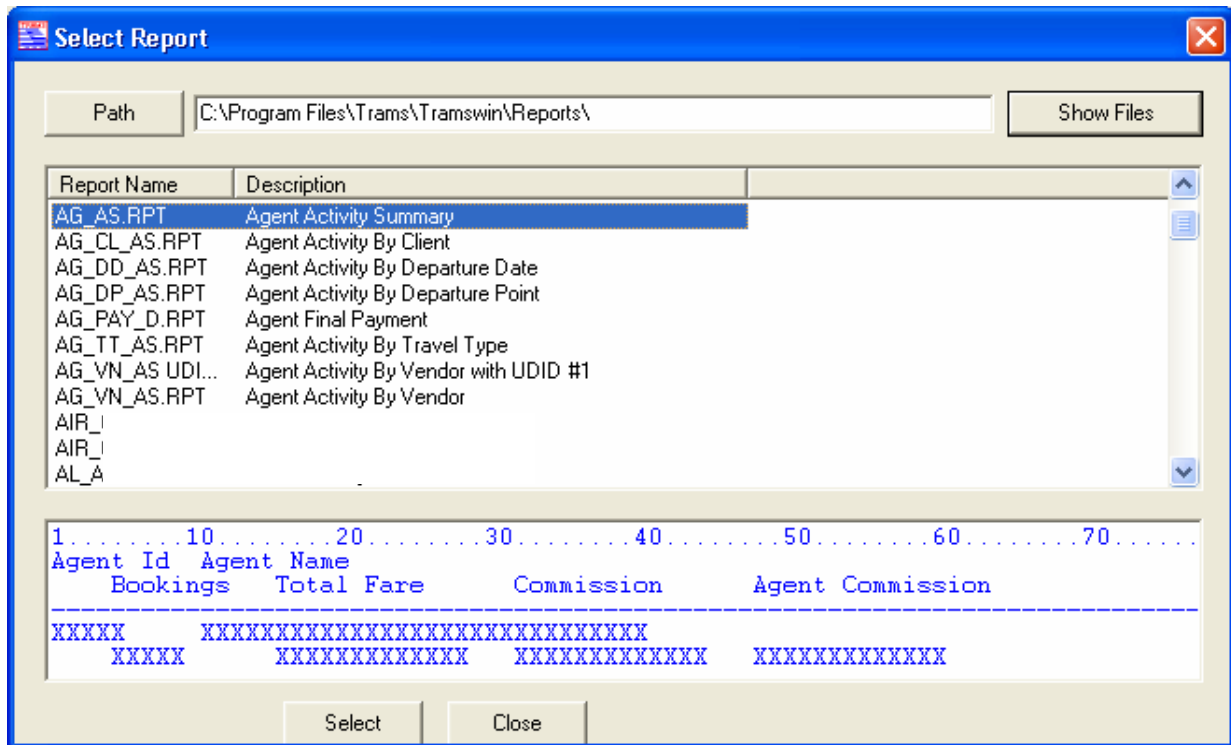 Select Report
Path C:\Program Files\Trams\Tramswin\Reports\ Show Files
Report Name Description
AG_AS.RPT Agent Activity Summary
AG_CL_AS.RPT Agent Activity By Client
AG_DD_AS.RPT Agent Activity By Departure Date
AG_DP_AS.RPT Agent Activity By Departure Point
AG_PAY_D.RPT Agent Final Payment
AG_TT_AS.RPT Agent Activity By Travel Type
AG_VN_AS UDI... Agent Activity By Vendor with UDID #1
AG_VN_AS.RPT Agent Activity By Vendor
AIR_
AIR_
AL_A
1........10........20........30........40........50........60........70......
Agent Id Agent Name
Bookings Total Fare Commission Agent Commission
-----------------------------------------------------------------------------
XXXXX XXXXXXXXXXXXXXXXXXXXXXXXXXXXXX
XXXXX XXXXXXXXXXXXX XXXXXXXXXXXXX XXXXXXXXXXXXX
Select Close